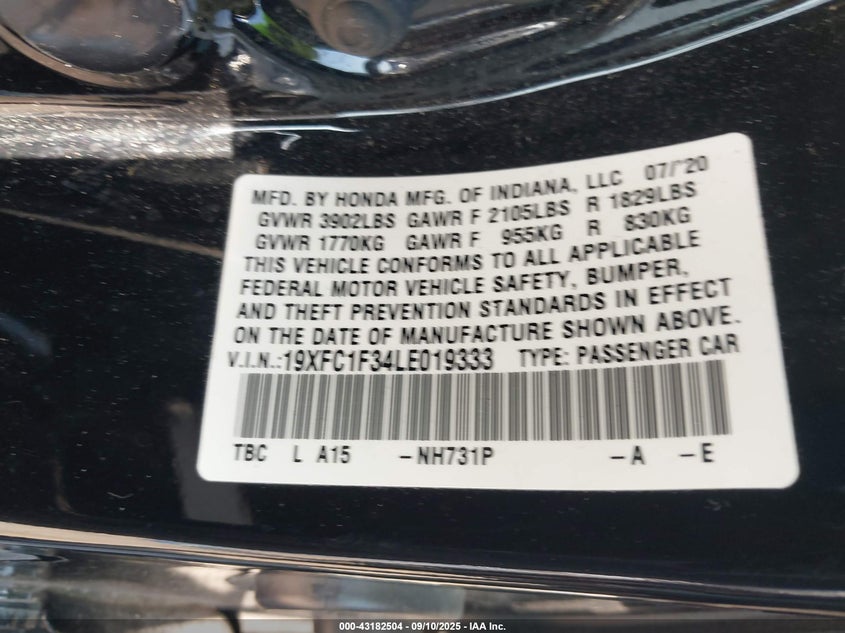 MFD. BY HONDA MFG. OF INDIANA, LLC 07/'20
GVWR 3902LBS GAWR F 2105LBS R 1829LBS
GVWR 1770KG GAWR F 955KG R 830KG
THIS VEHICLE CONFORMS TO ALL APPLICABLE
FEDERAL MOTOR VEHICLE SAFETY, BUMPER,
AND THEFT PREVENTION STANDARDS IN EFFECT
ON THE DATE OF MANUFACTURE SHOWN ABOVE.
V.I.N.:19XFC1F34LE019333 TYPE: PASSENGER CAR
TBC L A15 -NH731P -A -E
000-43182504 - 09/10/2025 - IAA Inc.